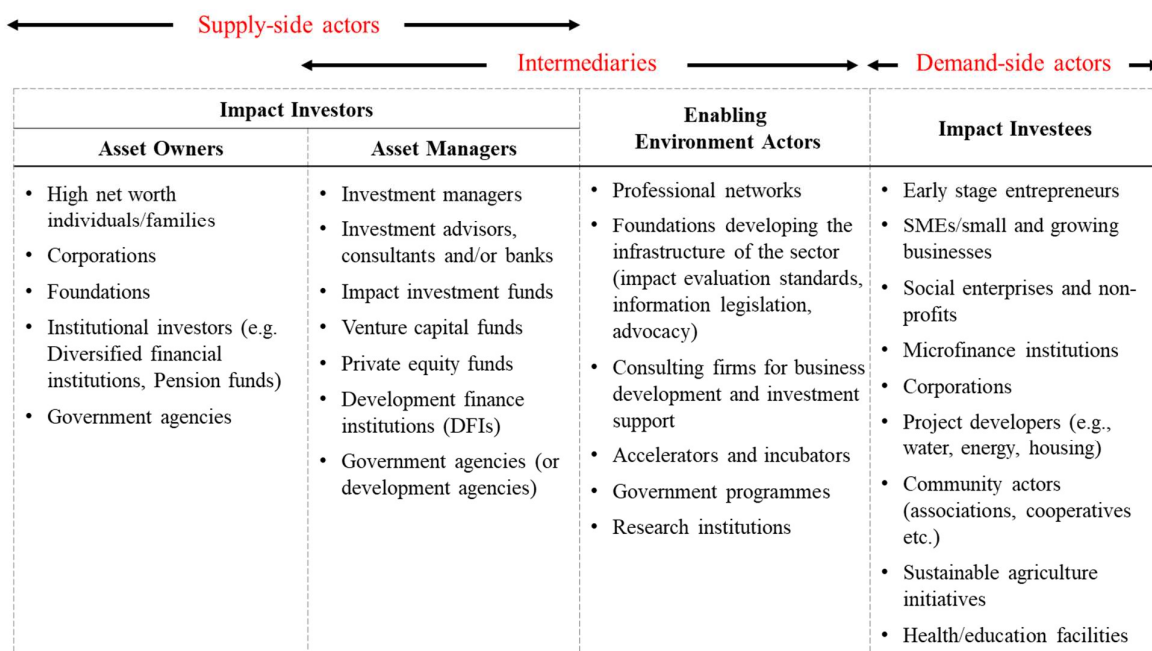 Supply-side actors
Intermediaries
Demand-side actors
Impact Investors
Asset Owners
Asset Managers
Enabling
Environment Actors
Impact Investees
• High net worth
individuals/families
• Corporations
• Foundations
• Institutional investors (e.g.
Diversified financial
institutions, Pension funds)
• Government agencies
• Investment managers
• Investment advisors,
consultants and/or banks
• Impact investment funds
• Venture capital funds
• Private equity funds
• Development finance
institutions (DFIs)
• Government agencies (or
development agencies)
• Professional networks
• Foundations developing the
infrastructure of the sector
(impact evaluation standards,
information legislation,
advocacy)
• Consulting firms for business
development and investment
support
• Accelerators and incubators
• Government programmes
• Research institutions
• Early stage entrepreneurs
• SMEs/small and growing
businesses
• Social enterprises and non-
profits
• Microfinance institutions
• Corporations
• Project developers (e.g.,
water, energy, housing)
• Community actors
(associations, cooperatives
etc.)
• Sustainable agriculture
initiatives
• Health/education facilities